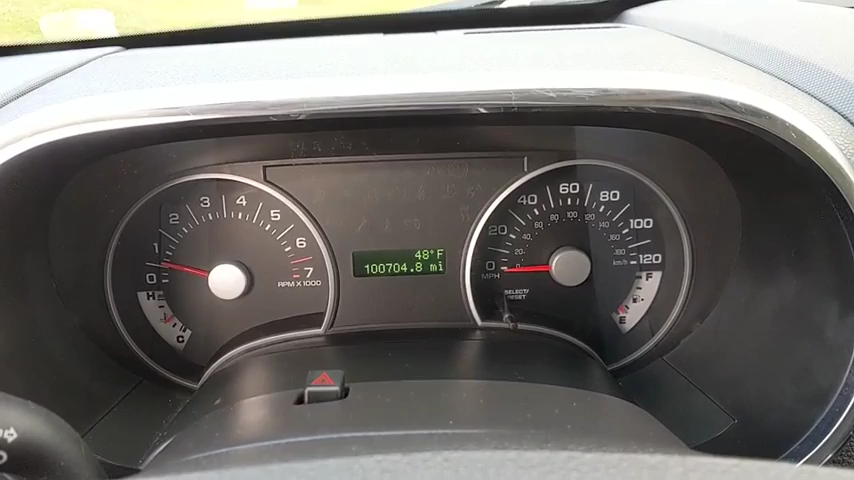 0 1 2 3 4 5 6 7
RPM X 1000
H
C
48°F
100704.8 mi
0 20 40 60 80 100 120
MPH
km/h
SELECT/
RESET
F
E